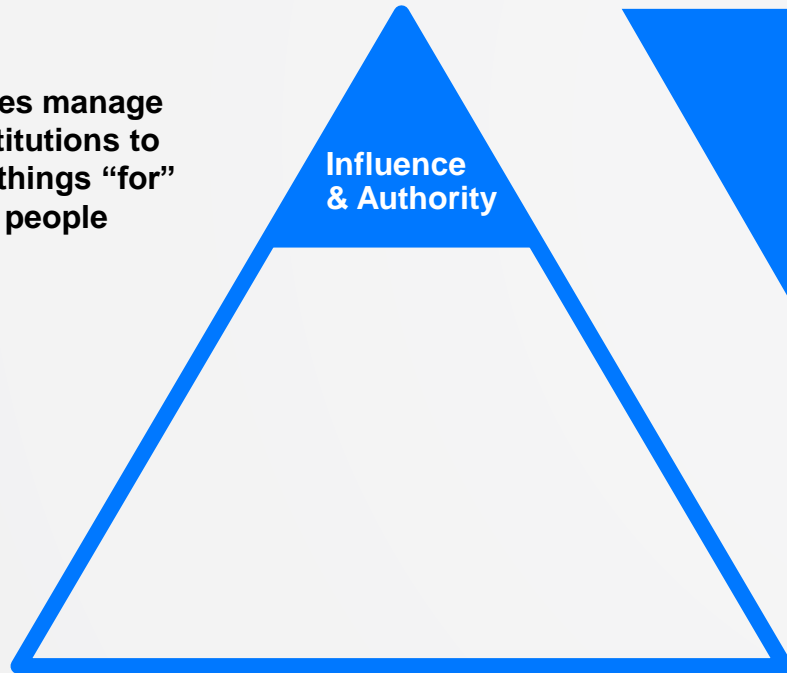 es manage
titutions to
things “for”
people
Influence
& Authority